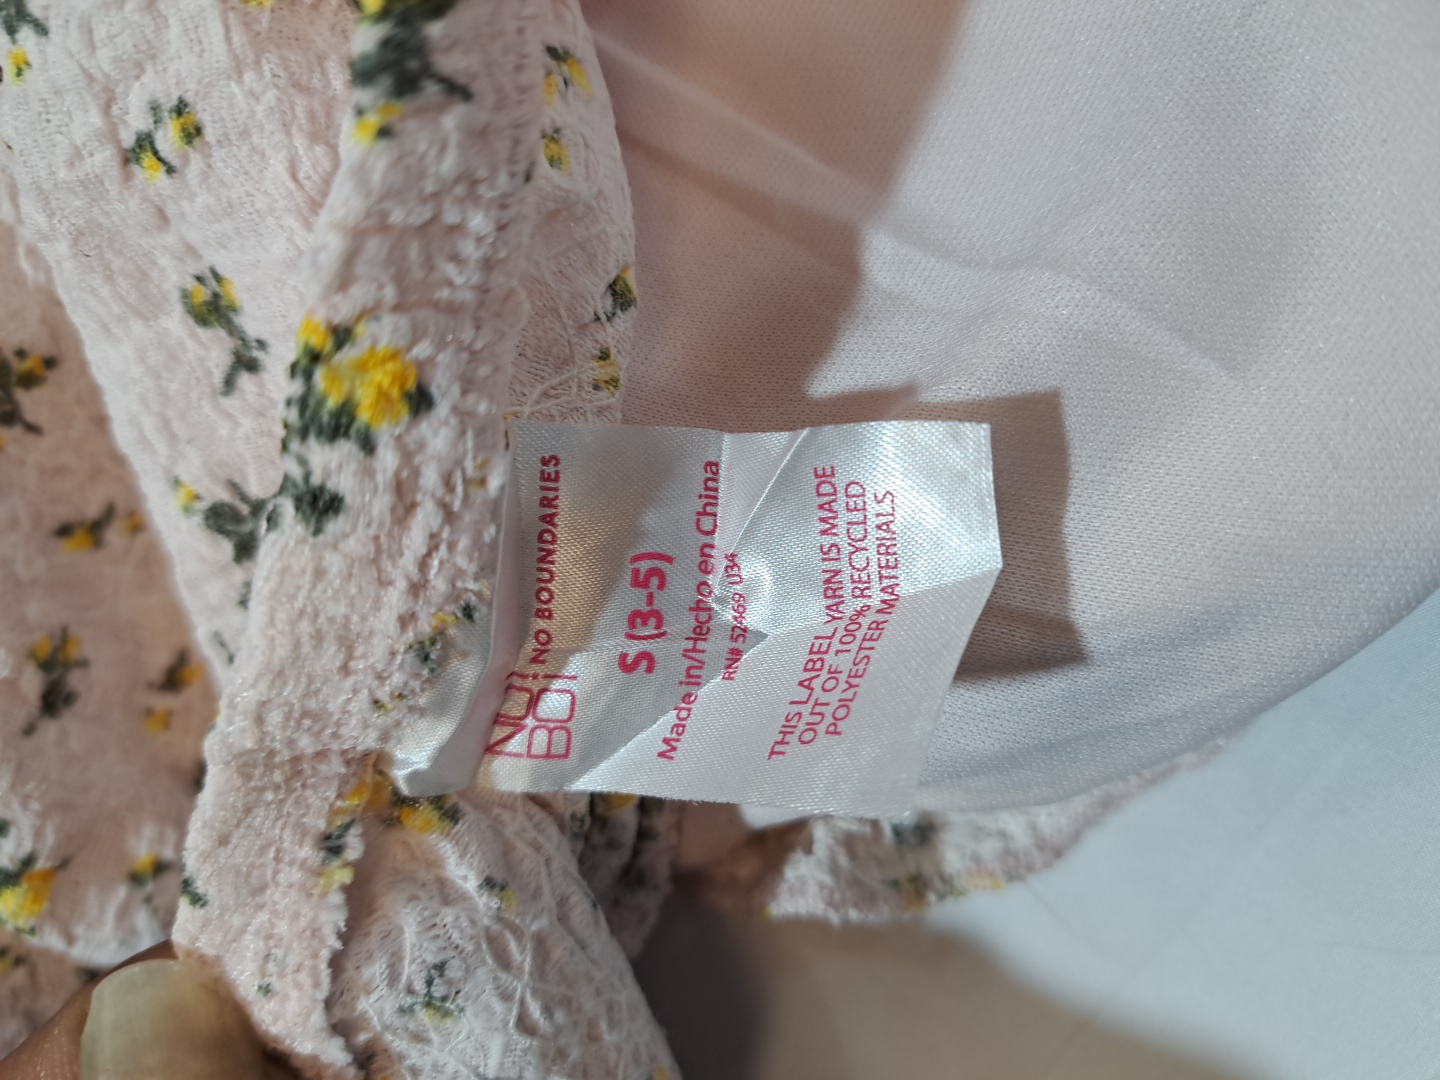 NO!
BO!
NO BOUNDARIES
S (3-5)
Made in/Hecho en China
RN# 52469 U34
THIS LABEL YARN IS MADE
OUT OF 100% RECYCLED
POLYESTER MATERIALS